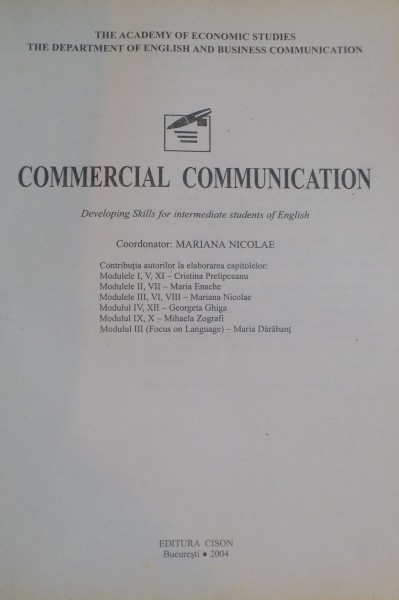 THE ACADEMY OF ECONOMIC STUDIES
THE DEPARTMENT OF ENGLISH AND BUSINESS COMMUNICATION
COMMERCIAL COMMUNICATION
Developing Skills for intermediate students of English
Coordonator: MARIANA NICOLAE
Contribuția autorilor la elaborarea capitolelor:
Modulele I, V, XI – Cristina Prelipceanu
Modulele II, VII – Maria Enache
Modulele III, VI, VIII – Mariana Nicolae
Modulul IV, XII – Georgeta Ghiga
Modulul IX, X – Mihaela Zografi
Modulul III (Focus on Language) – Maria Dărăbanț
EDITURA CISON
București • 2004